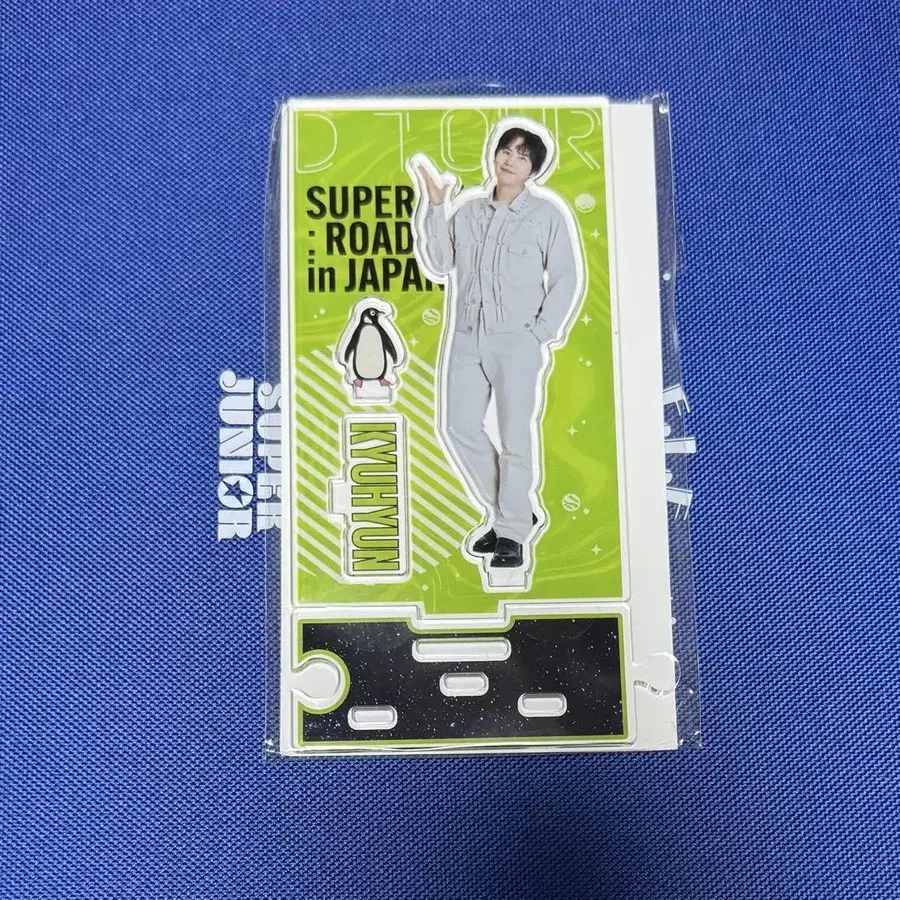 D TOUR
SUPER
: ROAD
in JAPAN
KYUHYUN
SUPER
JUNIOR